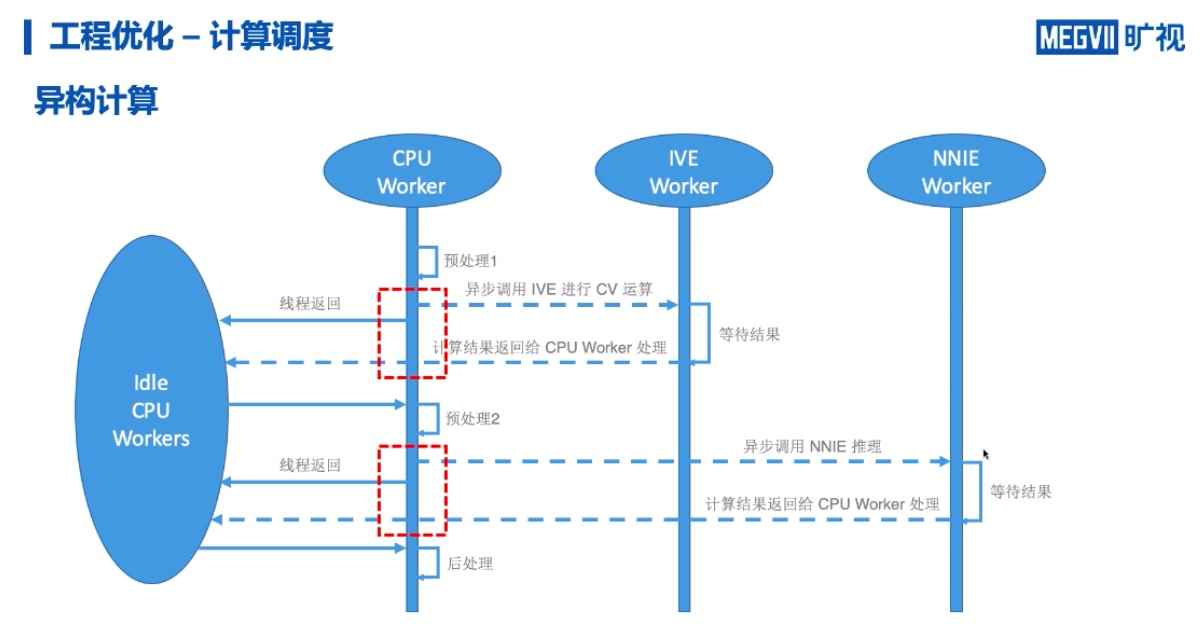 工程优化 – 计算调度
MEGVII 旷视
异构计算
CPU
Worker
IVE
Worker
NNIE
Worker
预处理1
异步调用 IVE 进行 CV 运算
线程返回
等待结果
计算结果返回给 CPU Worker 处理
Idle
CPU
Workers
预处理2
异步调用 NNIE 推理
线程返回
等待结果
计算结果返回给 CPU Worker 处理
后处理